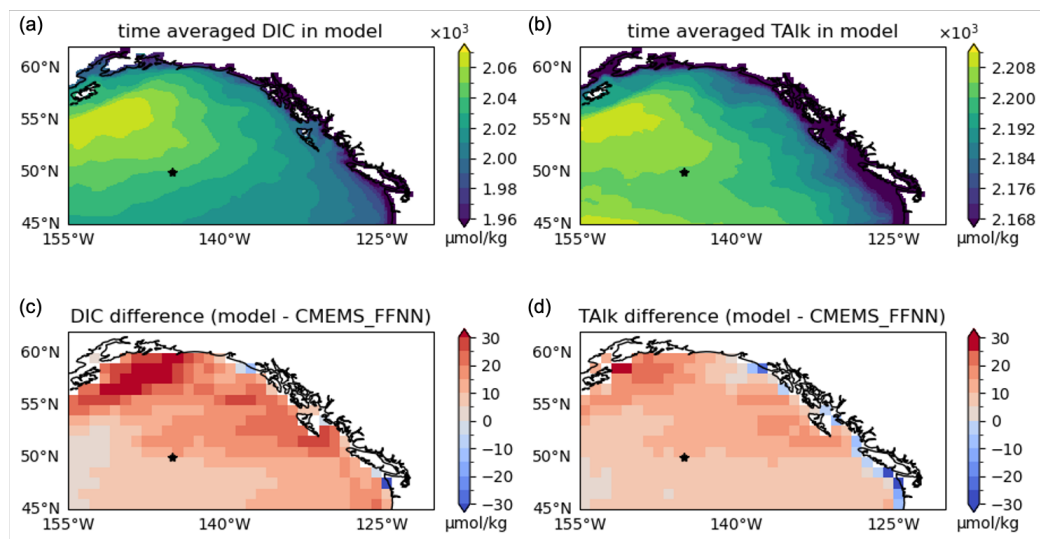 (a)
time averaged DIC in model
×10³
60°N
55°N
50°N
45°N
155°W
140°W
125°W
2.06
2.04
2.02
2.00
1.98
1.96
μmol/kg
(b)
time averaged TAlk in model
×10³
60°N
55°N
50°N
45°N
155°W
140°W
125°W
2.208
2.200
2.192
2.184
2.176
2.168
μmol/kg
(c)
DIC difference (model - CMEMS_FFNN)
60°N
55°N
50°N
45°N
155°W
140°W
125°W
30
20
10
0
−10
−20
−30
μmol/kg
(d)
TAlk difference (model - CMEMS_FFNN)
60°N
55°N
50°N
45°N
155°W
140°W
125°W
30
20
10
0
−10
−20
−30
μmol/kg